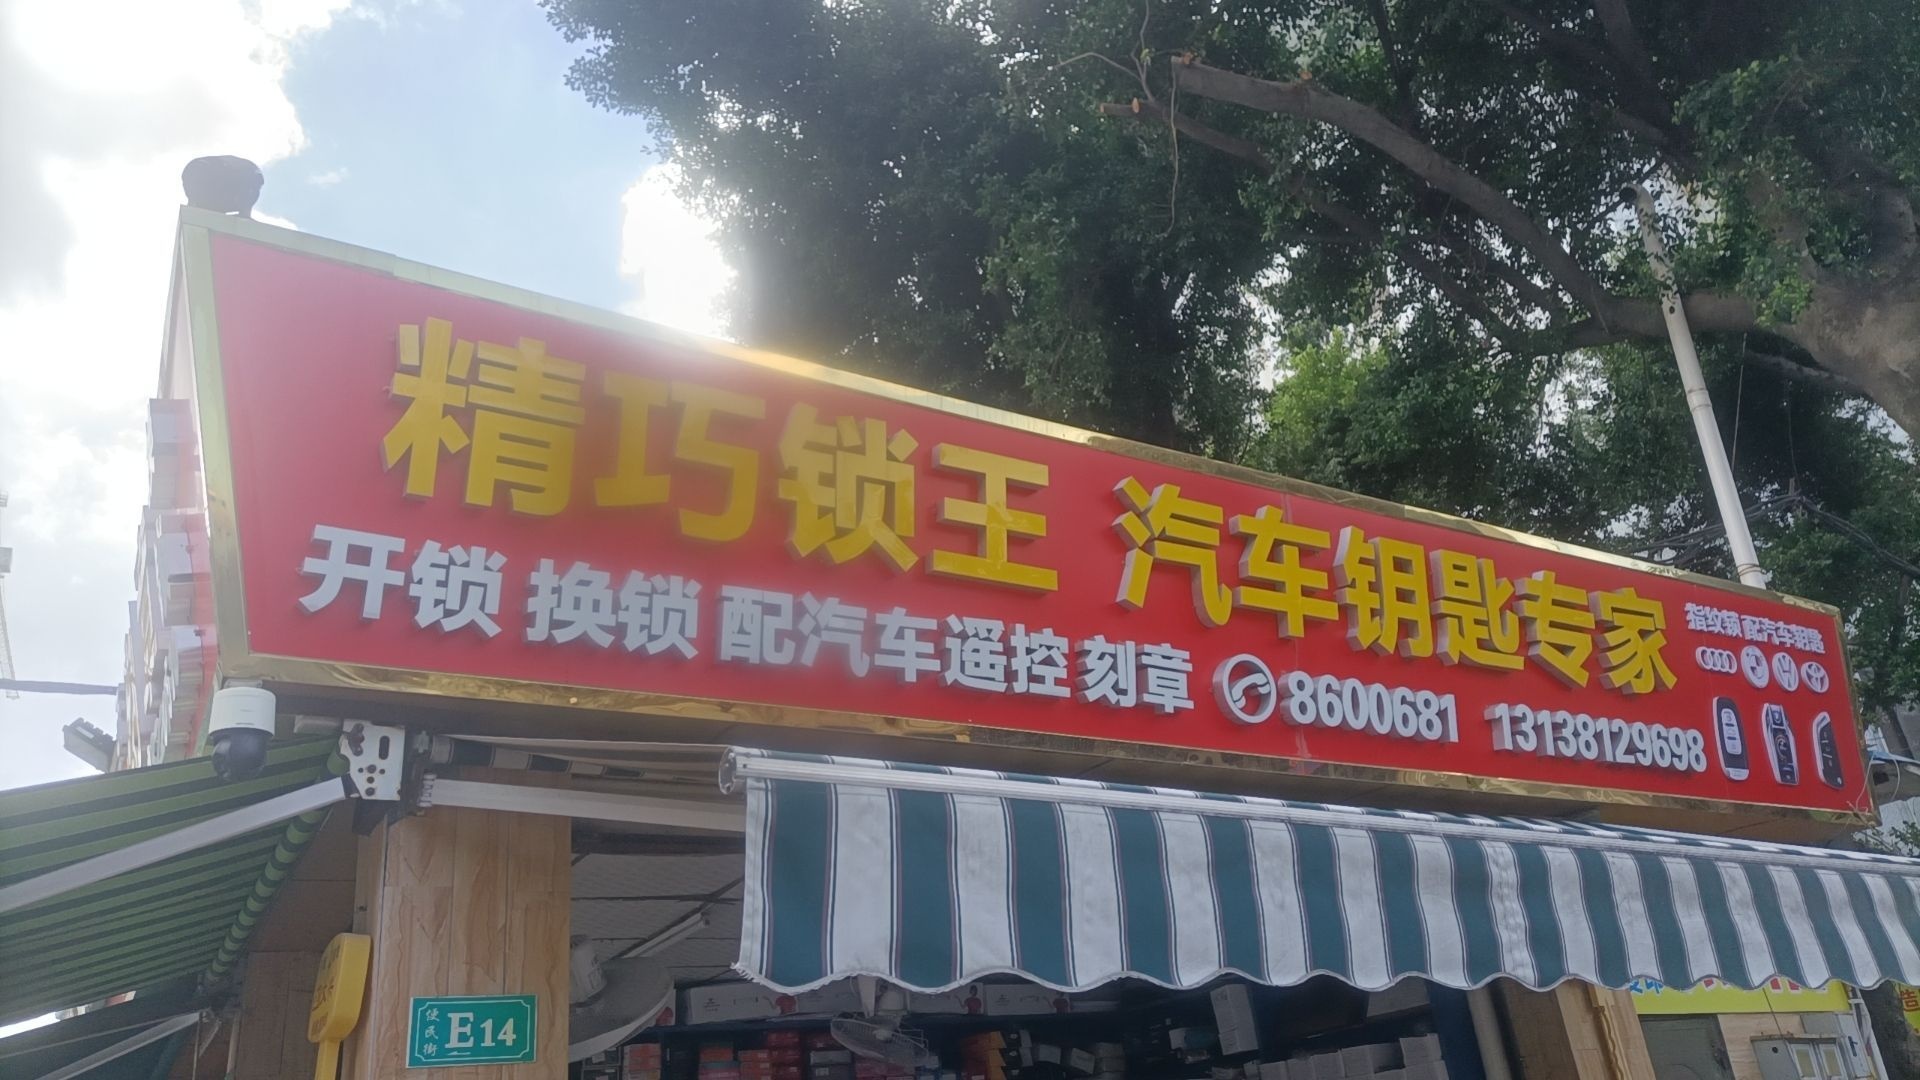 精巧锁王 汽车钥匙专家
开锁 换锁 配汽车遥控 刻章 8600681 13138129698
指纹锁 配汽车钥匙
便民街 E14